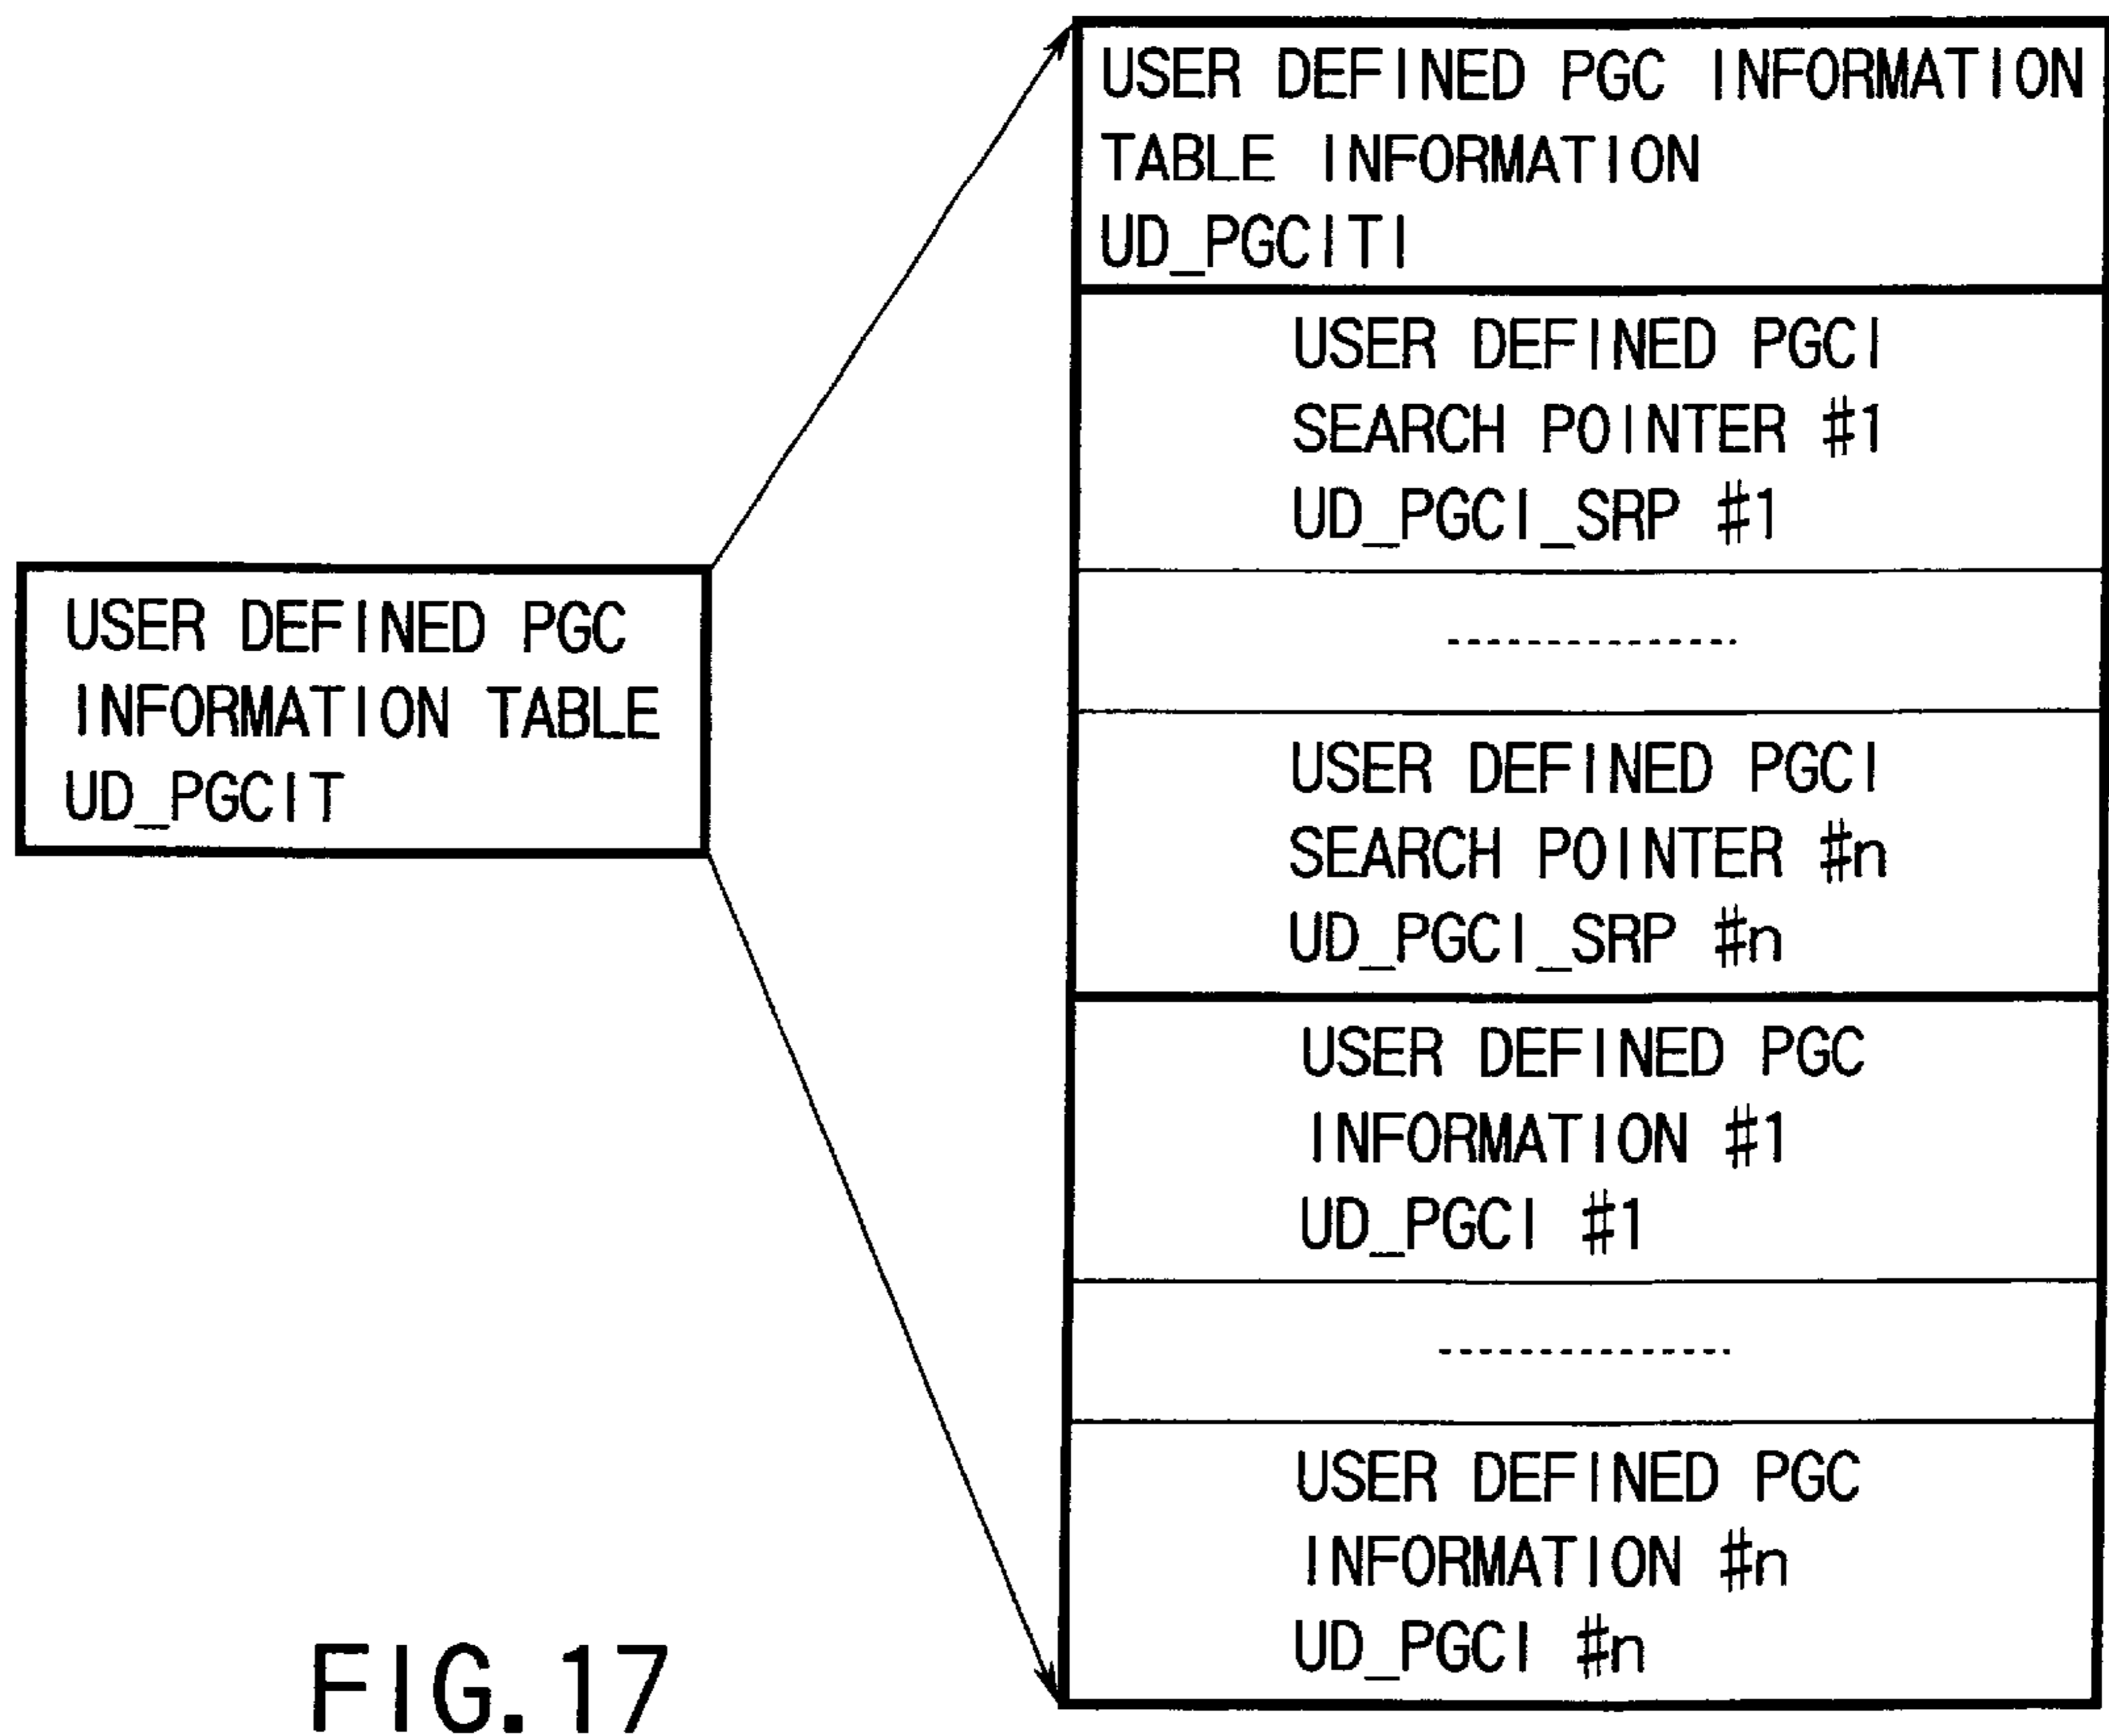 USER DEFINED PGC INFORMATION
TABLE INFORMATION
UD_PGCITI
USER DEFINED PGCI
SEARCH POINTER #1
UD_PGCI_SRP #1
USER DEFINED PGC
INFORMATION TABLE
UD_PGCIT
USER DEFINED PGCI
SEARCH POINTER #n
UD_PGCI_SRP #n
USER DEFINED PGC
INFORMATION #1
UD_PGCI #1
USER DEFINED PGC
INFORMATION #n
UD_PGCI #n
FIG.17